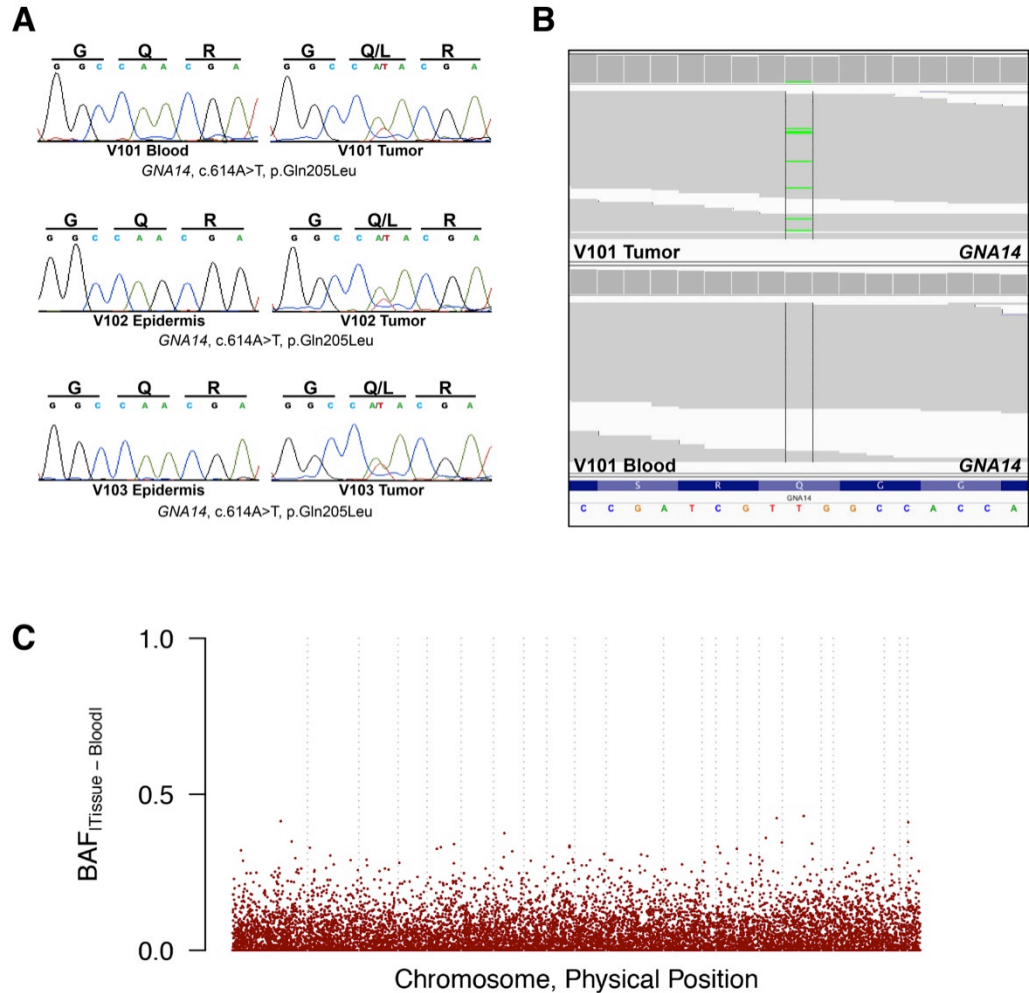 A
G Q R
G G C C A A C G A
V101 Blood
G Q/L R
G G C C A/T A C G A
V101 Tumor
GNA14, c.614A>T, p.Gln205Leu
G Q R
G G C C A A C G A
V102 Epidermis
G Q/L R
G G C C A/T A C G A
V102 Tumor
GNA14, c.614A>T, p.Gln205Leu
G Q R
G G C C A A C G A
V103 Epidermis
G Q/L R
G G C C A/T A C G A
V103 Tumor
GNA14, c.614A>T, p.Gln205Leu
B
V101 Tumor GNA14
V101 Blood GNA14
S R Q G G
GNA14
C C G A T C G T T G G C C A C C A
C
1.0
0.5
0.0
BAF|Tissue – Blood|
Chromosome, Physical Position